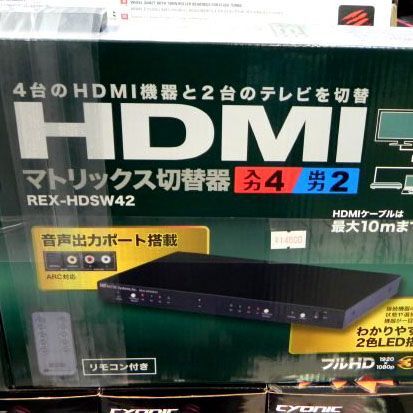 4台のHDMI機器と2台のテレビを切替
HDMI
マトリックス切替器 入力4 出力2
REX-HDSW42
HDMIケーブルは
最大10mまで
音声出力ポート搭載
ARC対応
¥14600
わかりやす
2色LED搭
リモコン付き
フルHD 1920 1080p
CYONIC